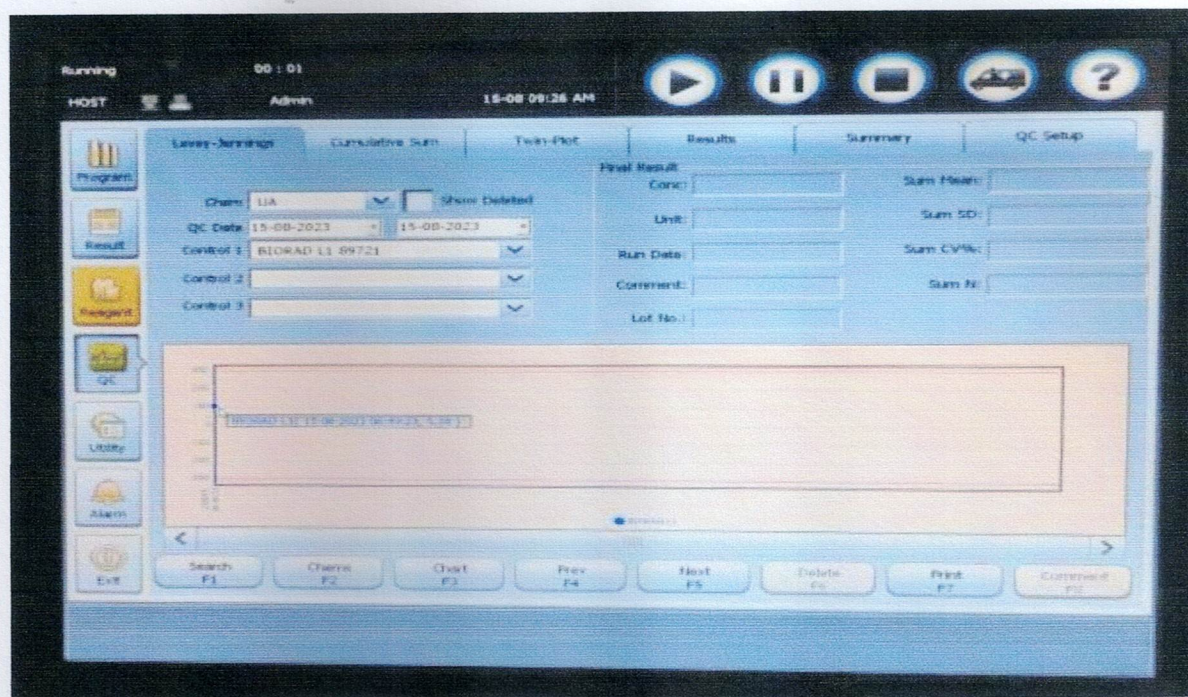 Running 00 : 01
HOST Admin 15-08 09:26 AM
?
Levey-Jennings Cumulative Sum Twin-Plot Results Summary QC Setup
Program
Result
Reagent
QC
Utility
Alarm
Exit
Chem UA Show Deleted
QC Date 15-08-2023 15-08-2023
Control 1 BIORAD L1 89721
Control 2
Control 3
Final Result
Conc:
Unit:
Run Date:
Comment:
Lot No.:
Sum Mean:
Sum SD:
Sum CV%:
Sum N:
Search F1
Chems F2
Chart F3
Prev F4
Next F5
Delete F6
Print F7
Comment